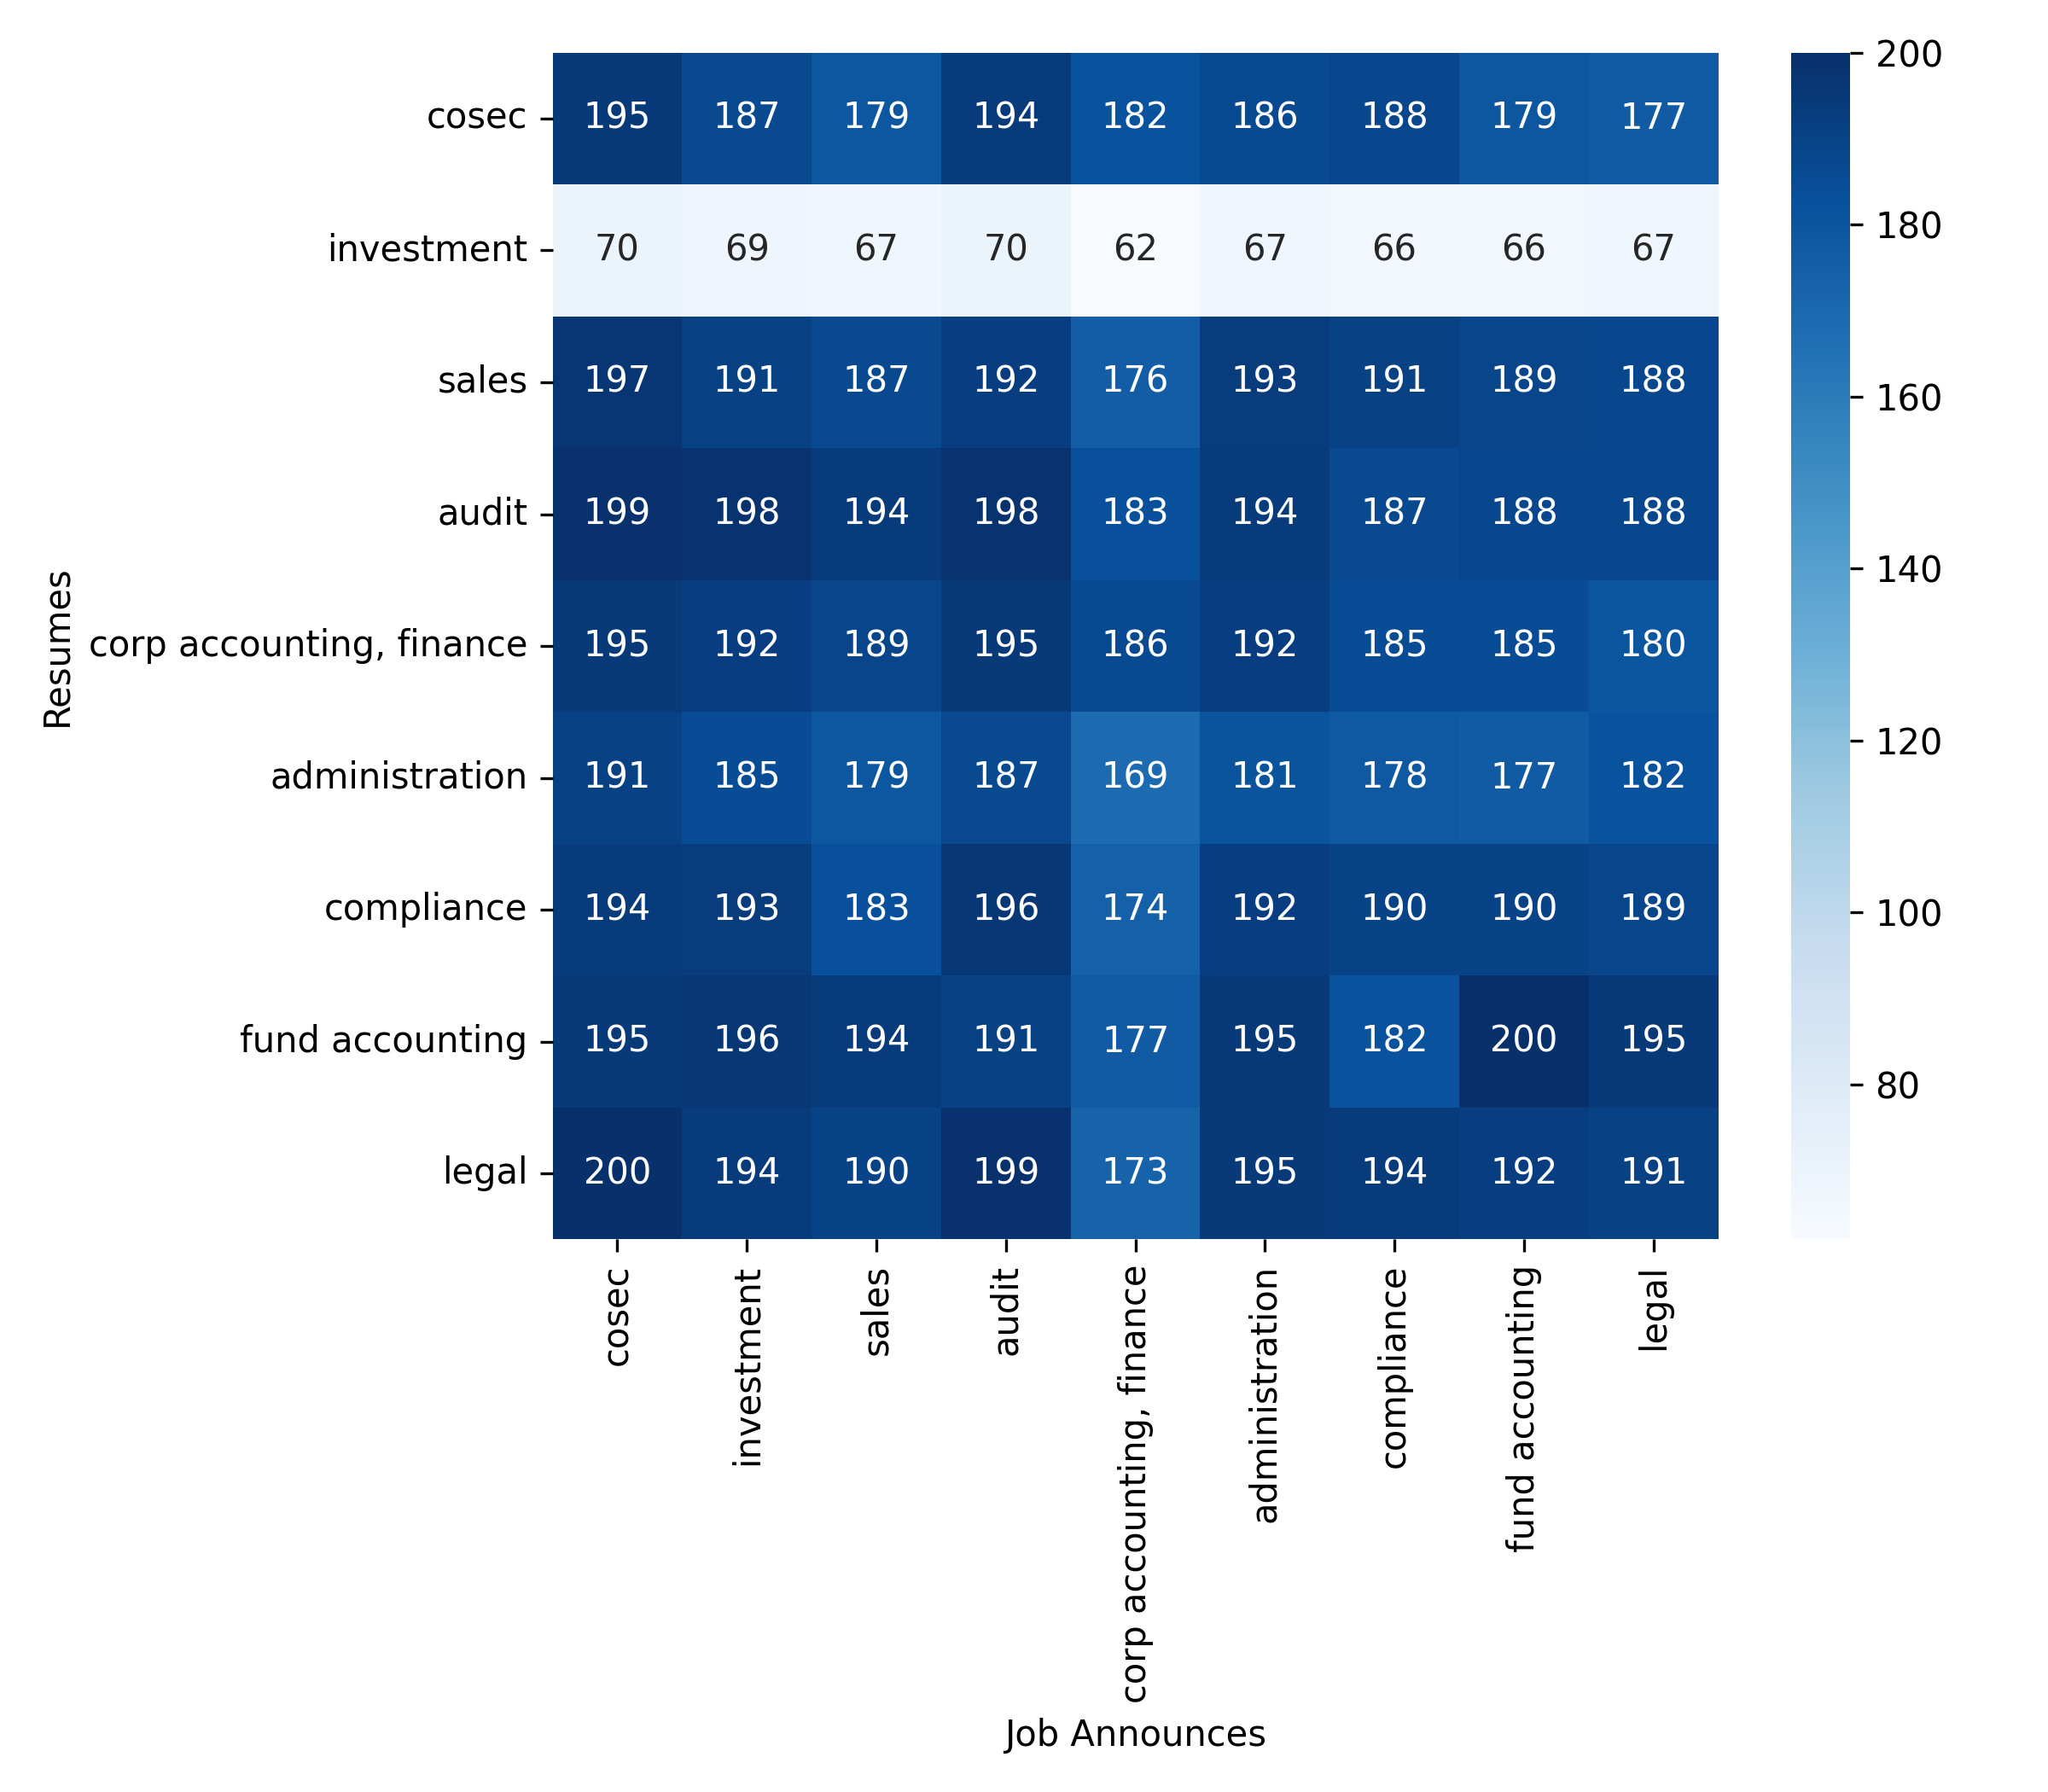 cosec 195 187 179 194 182 186 188 179 177
investment 70 69 67 70 62 67 66 66 67
sales 197 191 187 192 176 193 191 189 188
audit 199 198 194 198 183 194 187 188 188
corp accounting, finance 195 192 189 195 186 192 185 185 180
administration 191 185 179 187 169 181 178 177 182
compliance 194 193 183 196 174 192 190 190 189
fund accounting 195 196 194 191 177 195 182 200 195
legal 200 194 190 199 173 195 194 192 191
Resumes
cosec
investment
sales
audit
corp accounting, finance
administration
compliance
fund accounting
legal
Job Announces
200
180
160
140
120
100
80